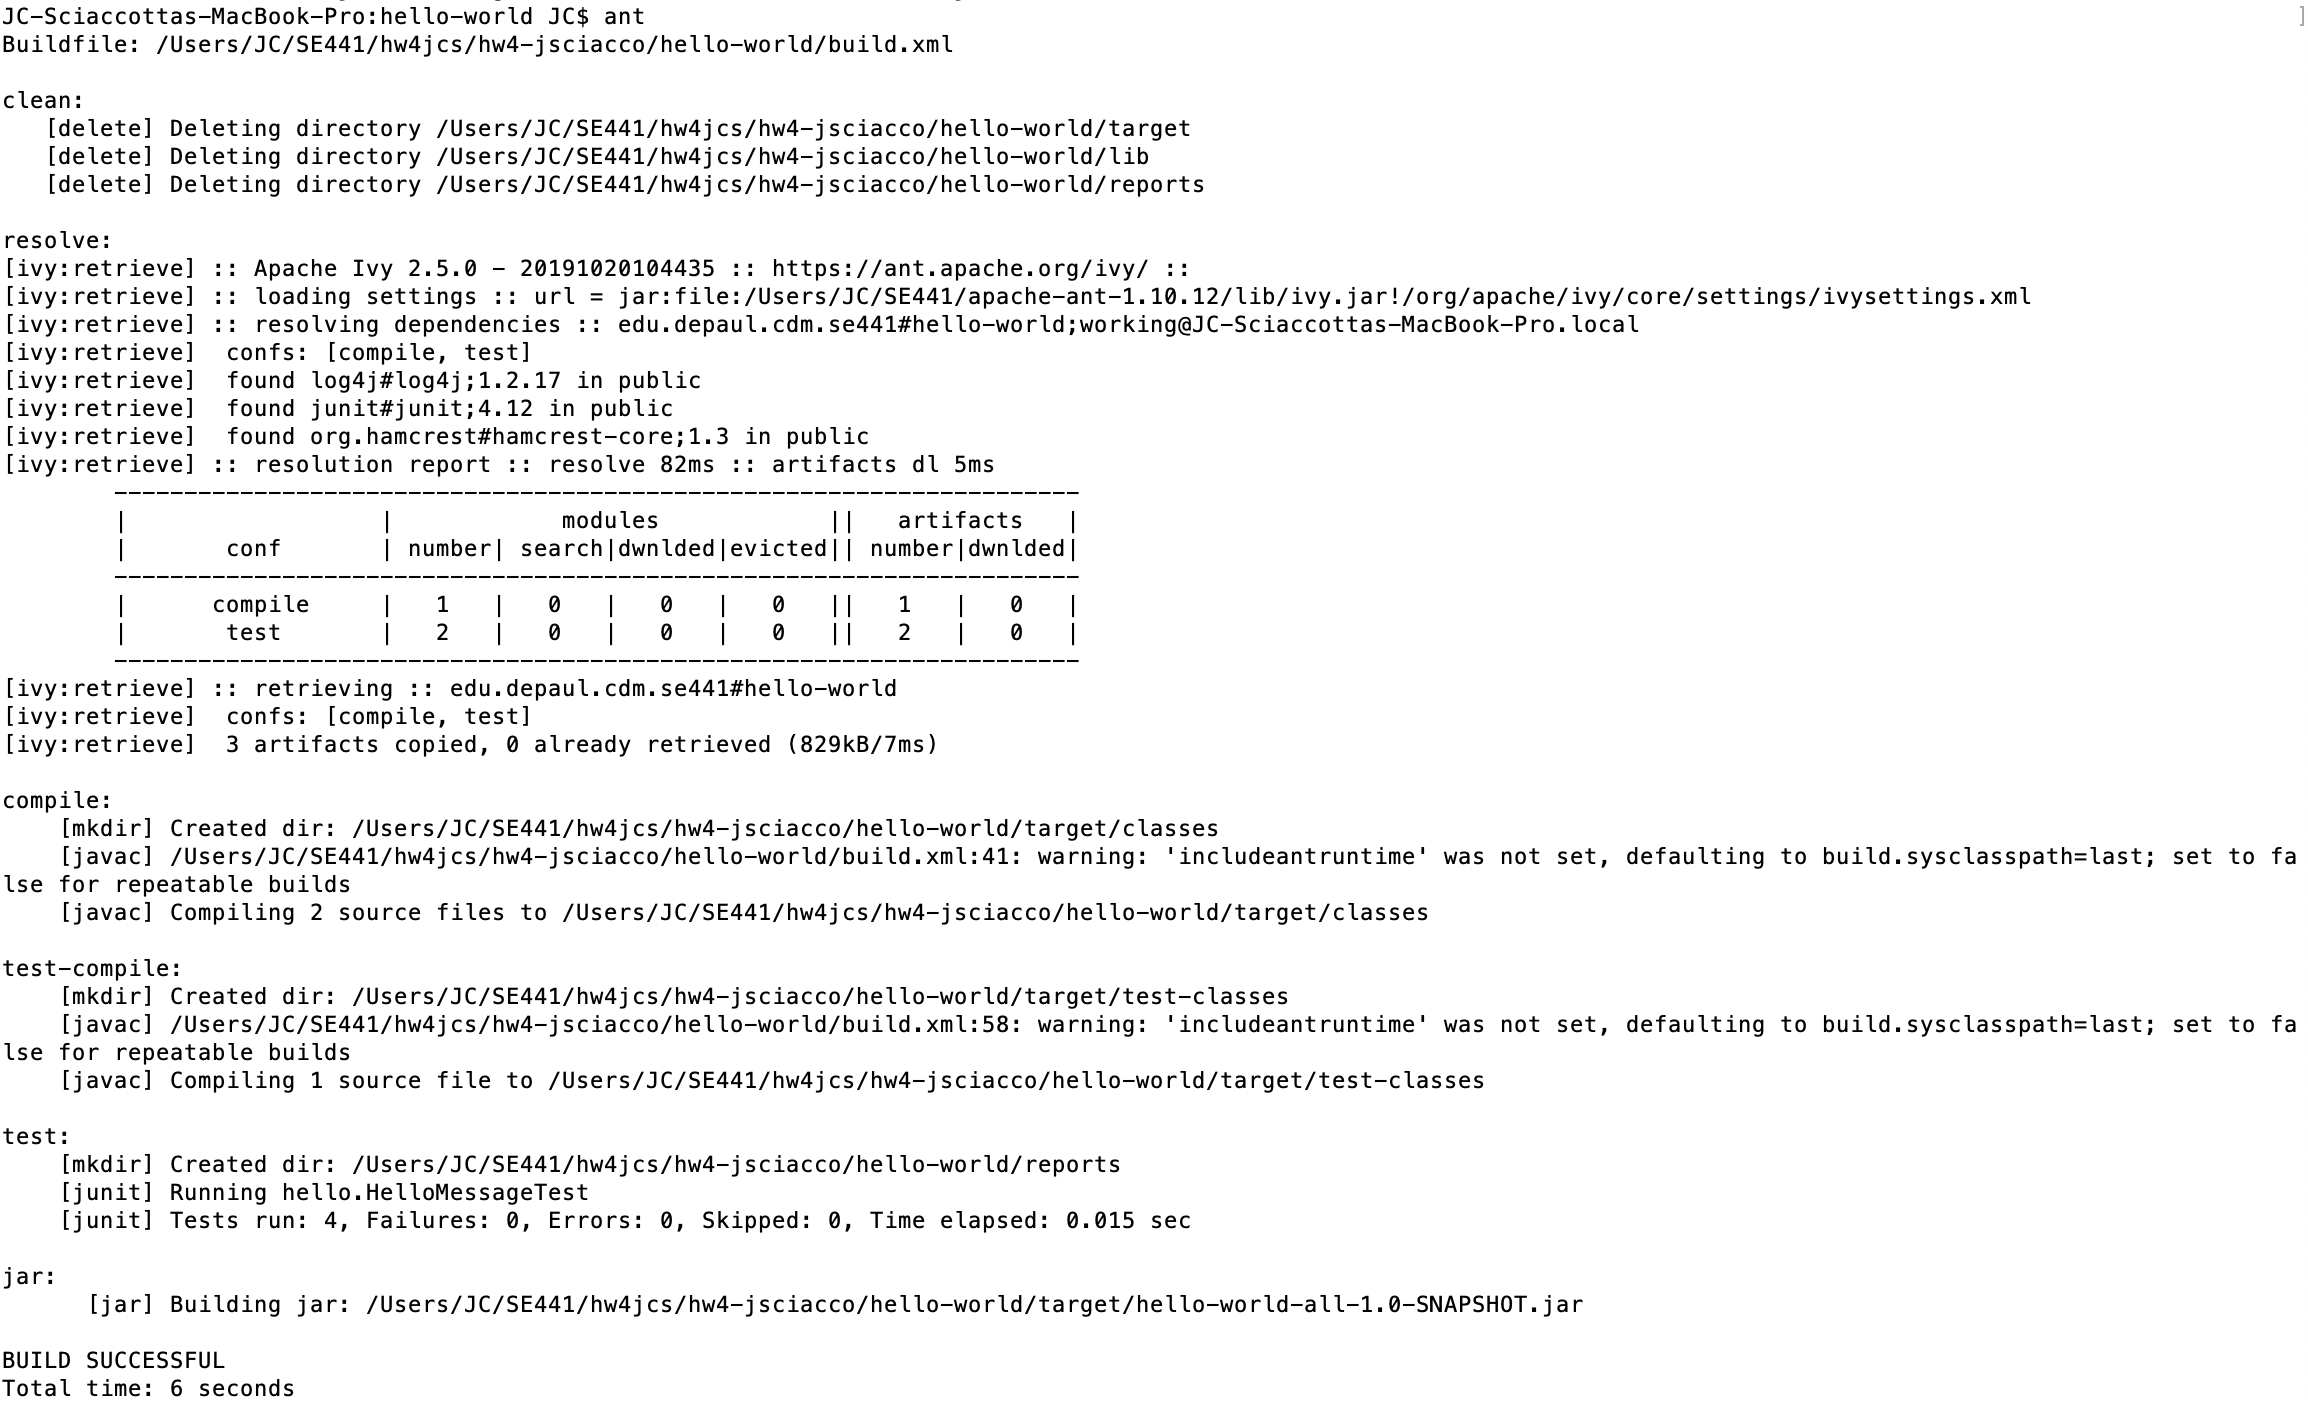 JC-Sciaccottas-MacBook-Pro:hello-world JC$ ant
Buildfile: /Users/JC/SE441/hw4jcs/hw4-jsciacco/hello-world/build.xml

clean:
   [delete] Deleting directory /Users/JC/SE441/hw4jcs/hw4-jsciacco/hello-world/target
   [delete] Deleting directory /Users/JC/SE441/hw4jcs/hw4-jsciacco/hello-world/lib
   [delete] Deleting directory /Users/JC/SE441/hw4jcs/hw4-jsciacco/hello-world/reports

resolve:
[ivy:retrieve] :: Apache Ivy 2.5.0 - 20191020104435 :: https://ant.apache.org/ivy/ ::
[ivy:retrieve] :: loading settings :: url = jar:file:/Users/JC/SE441/apache-ant-1.10.12/lib/ivy.jar!/org/apache/ivy/core/settings/ivysettings.xml
[ivy:retrieve] :: resolving dependencies :: edu.depaul.cdm.se441#hello-world;working@JC-Sciaccottas-MacBook-Pro.local
[ivy:retrieve]  confs: [compile, test]
[ivy:retrieve]  found log4j#log4j;1.2.17 in public
[ivy:retrieve]  found junit#junit;4.12 in public
[ivy:retrieve]  found org.hamcrest#hamcrest-core;1.3 in public
[ivy:retrieve] :: resolution report :: resolve 82ms :: artifacts dl 5ms
        ---------------------------------------------------------------------
        |                  |            modules            ||   artifacts   |
        |       conf       | number| search|dwnlded|evicted|| number|dwnlded|
        ---------------------------------------------------------------------
        |      compile     |   1   |   0   |   0   |   0   ||   1   |   0   |
        |       test       |   2   |   0   |   0   |   0   ||   2   |   0   |
        ---------------------------------------------------------------------
[ivy:retrieve] :: retrieving :: edu.depaul.cdm.se441#hello-world
[ivy:retrieve]  confs: [compile, test]
[ivy:retrieve]  3 artifacts copied, 0 already retrieved (829kB/7ms)

compile:
    [mkdir] Created dir: /Users/JC/SE441/hw4jcs/hw4-jsciacco/hello-world/target/classes
    [javac] /Users/JC/SE441/hw4jcs/hw4-jsciacco/hello-world/build.xml:41: warning: 'includeantruntime' was not set, defaulting to build.sysclasspath=last; set to fa
lse for repeatable builds
    [javac] Compiling 2 source files to /Users/JC/SE441/hw4jcs/hw4-jsciacco/hello-world/target/classes

test-compile:
    [mkdir] Created dir: /Users/JC/SE441/hw4jcs/hw4-jsciacco/hello-world/target/test-classes
    [javac] /Users/JC/SE441/hw4jcs/hw4-jsciacco/hello-world/build.xml:58: warning: 'includeantruntime' was not set, defaulting to build.sysclasspath=last; set to fa
lse for repeatable builds
    [javac] Compiling 1 source file to /Users/JC/SE441/hw4jcs/hw4-jsciacco/hello-world/target/test-classes

test:
    [mkdir] Created dir: /Users/JC/SE441/hw4jcs/hw4-jsciacco/hello-world/reports
    [junit] Running hello.HelloMessageTest
    [junit] Tests run: 4, Failures: 0, Errors: 0, Skipped: 0, Time elapsed: 0.015 sec

jar:
      [jar] Building jar: /Users/JC/SE441/hw4jcs/hw4-jsciacco/hello-world/target/hello-world-all-1.0-SNAPSHOT.jar

BUILD SUCCESSFUL
Total time: 6 seconds